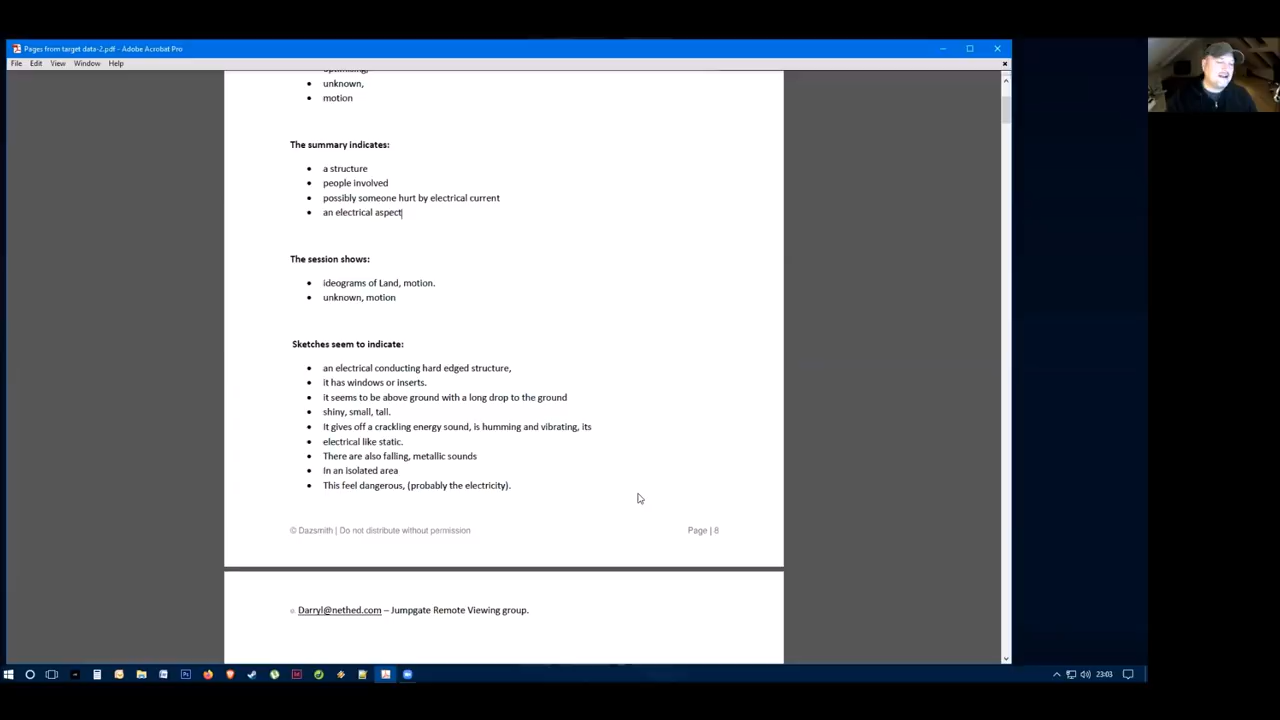 Pages from target data-2.pdf - Adobe Acrobat Pro
File Edit View Window Help
unknown,
motion
The summary indicates:
a structure
people involved
possibly someone hurt by electrical current
an electrical aspect
The session shows:
ideograms of Land, motion.
unknown, motion
Sketches seem to indicate:
an electrical conducting hard edged structure,
it has windows or inserts.
it seems to be above ground with a long drop to the ground
shiny, small, tall.
It gives off a crackling energy sound, is humming and vibrating, its
electrical like static.
There are also falling, metallic sounds
In an isolated area
This feel dangerous, (probably the electricity).
© Dazsmith | Do not distribute without permission Page | 8
Darryl@nethed.com – Jumpgate Remote Viewing group.
23:03